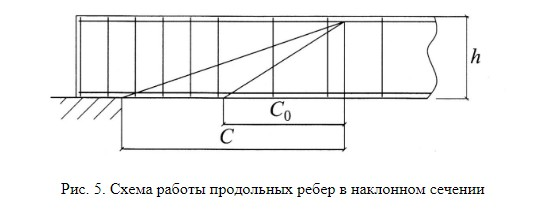 h
C₀
C
Рис. 5. Схема работы продольных ребер в наклонном сечении